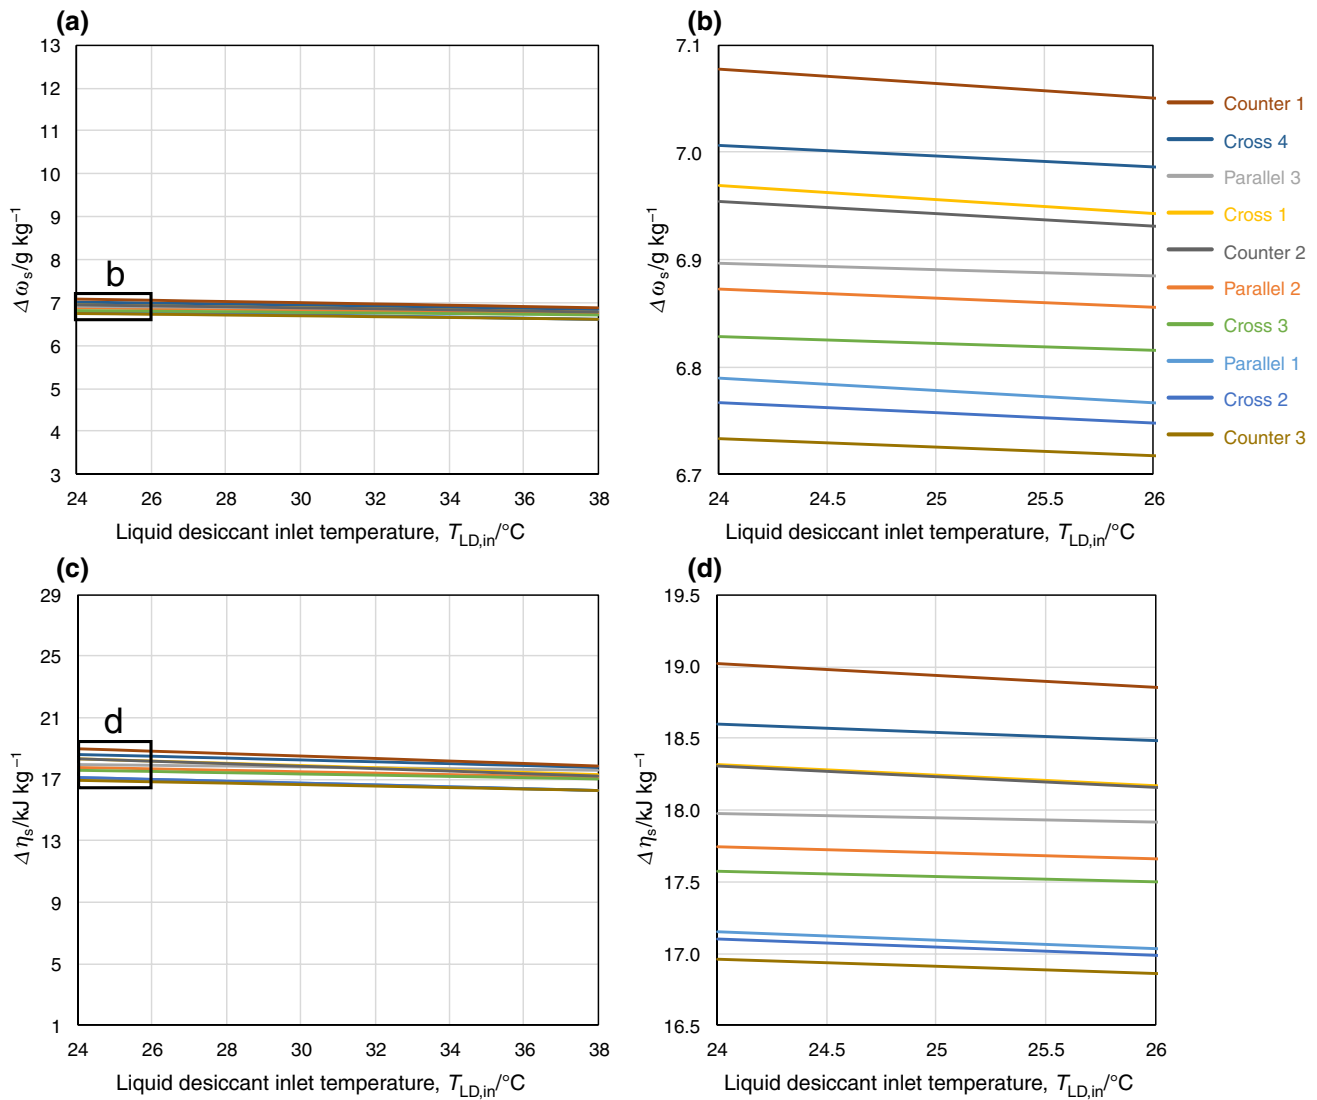 (a)
13
12
11
10
9
8
7
6
5
4
3
Δωs/g kg⁻¹
b
24 26 28 30 32 34 36 38
Liquid desiccant inlet temperature, TLD,in/°C
(b)
7.1
7.0
6.9
6.8
6.7
Δωs/g kg⁻¹
24 24.5 25 25.5 26
Liquid desiccant inlet temperature, TLD,in/°C
Counter 1
Cross 4
Parallel 3
Cross 1
Counter 2
Parallel 2
Cross 3
Parallel 1
Cross 2
Counter 3
(c)
29
25
21
17
13
9
5
1
Δηs/kJ kg⁻¹
d
24 26 28 30 32 34 36 38
Liquid desiccant inlet temperature, TLD,in/°C
(d)
19.5
19.0
18.5
18.0
17.5
17.0
16.5
Δηs/kJ kg⁻¹
24 24.5 25 25.5 26
Liquid desiccant inlet temperature, TLD,in/°C